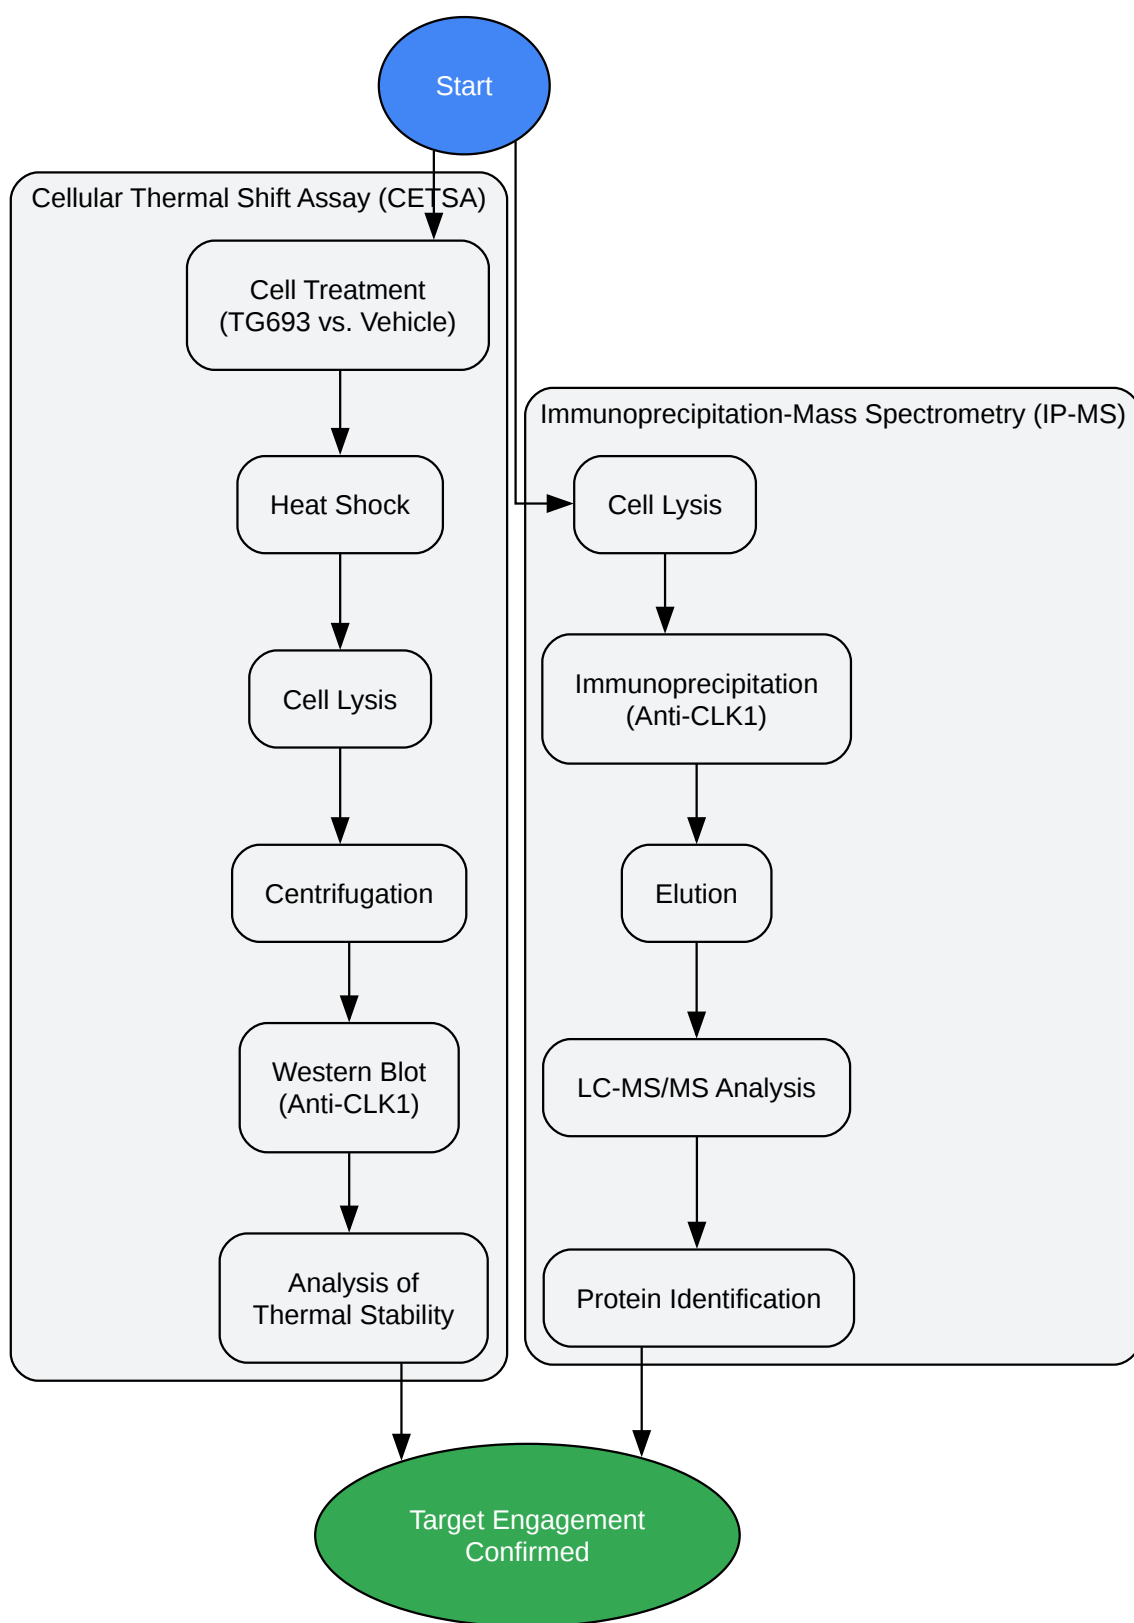 Start
Cellular Thermal Shift Assay (CETSA)
Cell Treatment
(TG693 vs. Vehicle)
Heat Shock
Cell Lysis
Centrifugation
Western Blot
(Anti-CLK1)
Analysis of
Thermal Stability
Immunoprecipitation-Mass Spectrometry (IP-MS)
Cell Lysis
Immunoprecipitation
(Anti-CLK1)
Elution
LC-MS/MS Analysis
Protein Identification
Target Engagement
Confirmed